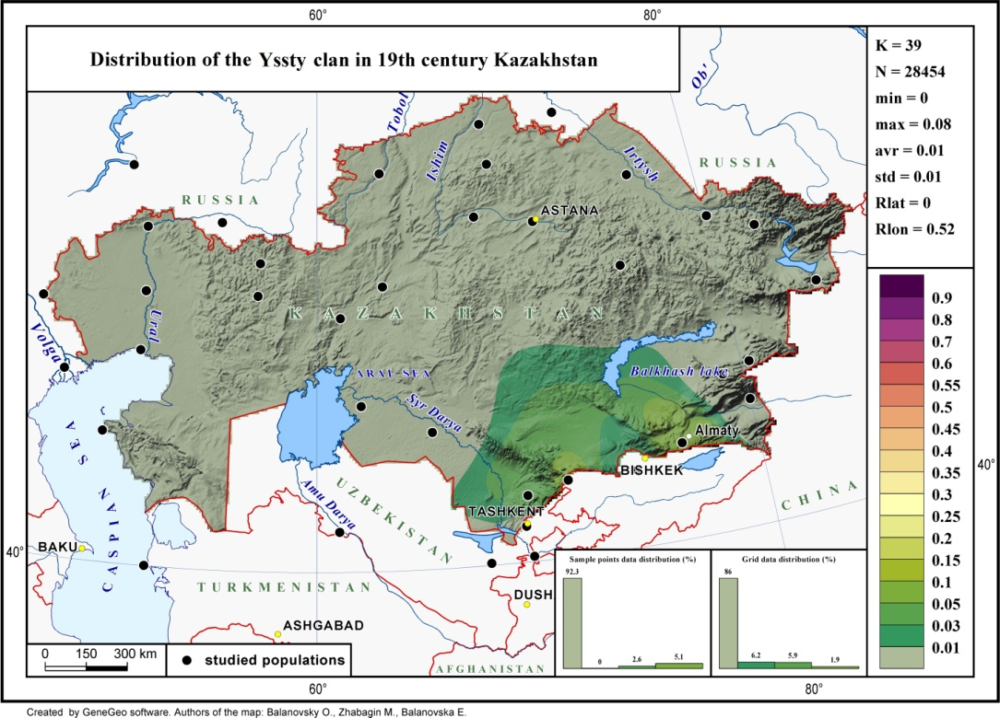 60°
80°
Distribution of the Yssty clan in 19th century Kazakhstan
K = 39
N = 28454
min = 0
max = 0.08
avr = 0.01
std = 0.01
Rlat = 0
Rlon = 0.52
Ob'
Tobol
Ishim
Irtysh
RUSSIA
RUSSIA
ASTANA
KAZAKHSTAN
Volga
Ural
ARAL SEA
Syr Darya
Balkhash lake
Almaty
BISHKEK
TASHKENT
CHINA
CASPIAN SEA
Amu Darya
UZBEKISTAN
BAKU
TURKMENISTAN
ASHGABAD
DUSH
AFGHANISTAN
40°
40°
0.9
0.8
0.7
0.6
0.55
0.5
0.45
0.4
0.35
0.3
0.25
0.2
0.15
0.1
0.05
0.03
0.01
Sample points data distribution (%)
92.3
0
2.6
5.1
Grid data distribution (%)
86
6.2
5.9
1.9
0 150 300 km
studied populations
60°
80°
Created by GeneGeo software. Authors of the map: Balanovsky O., Zhabagin M., Balanovska E.